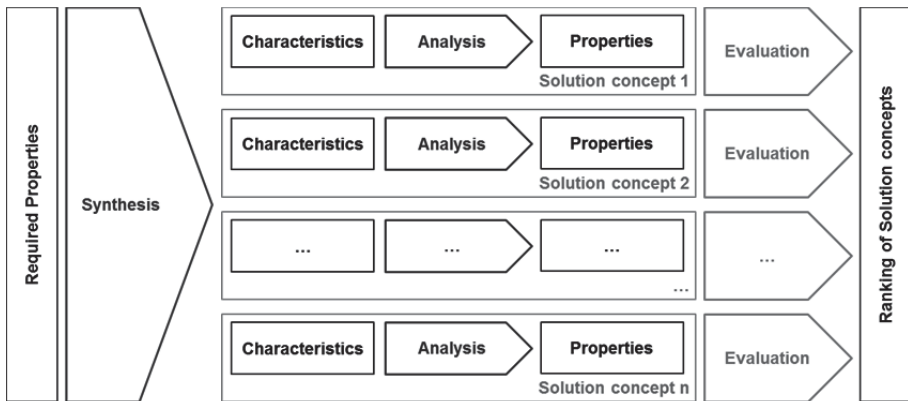 Required Properties
Synthesis
Characteristics
Analysis
Properties
Solution concept 1
Evaluation
Characteristics
Analysis
Properties
Solution concept 2
Evaluation
...
...
...
...
...
Characteristics
Analysis
Properties
Solution concept n
Evaluation
Ranking of Solution concepts